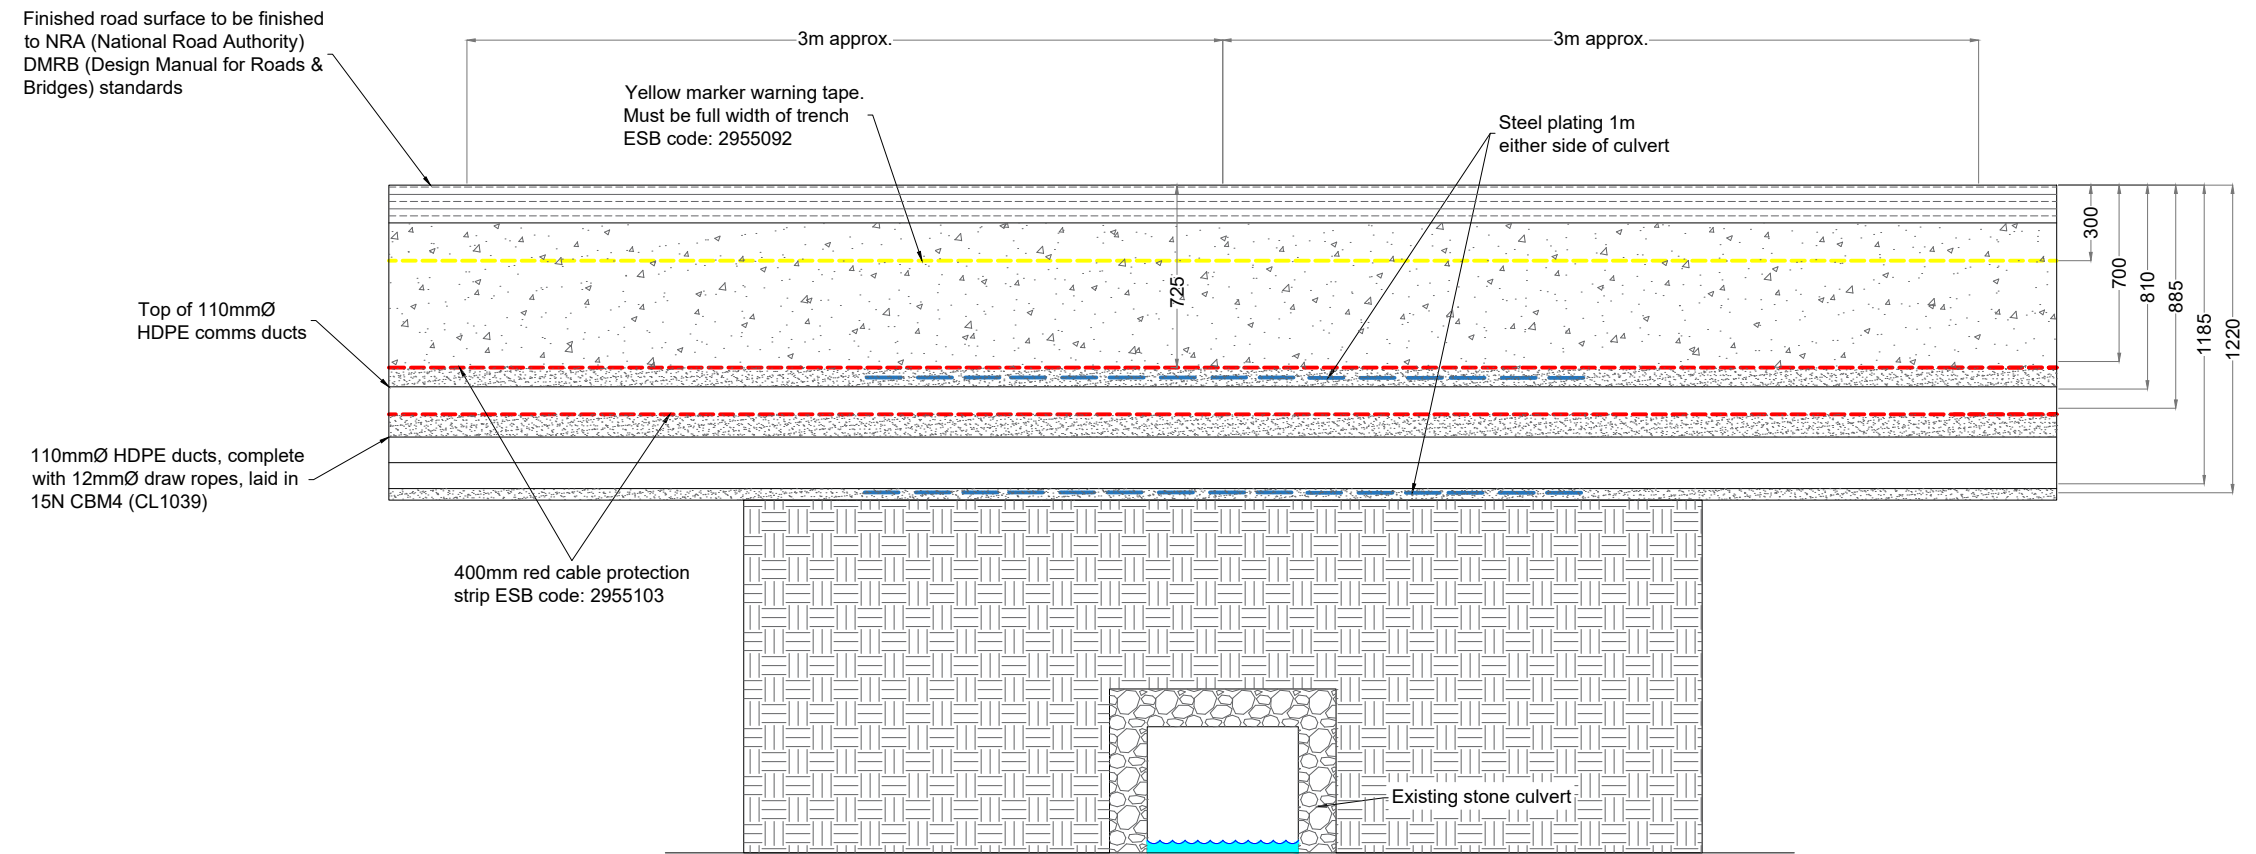 Finished road surface to be finished
to NRA (National Road Authority)
DMRB (Design Manual for Roads &
Bridges) standards
3m approx.
3m approx.
Yellow marker warning tape.
Must be full width of trench
ESB code: 2955092
Steel plating 1m
either side of culvert
725
300
700
810
885
1185
1220
Top of 110mmØ
HDPE comms ducts
110mmØ HDPE ducts, complete
with 12mmØ draw ropes, laid in
15N CBM4 (CL1039)
400mm red cable protection
strip ESB code: 2955103
Existing stone culvert